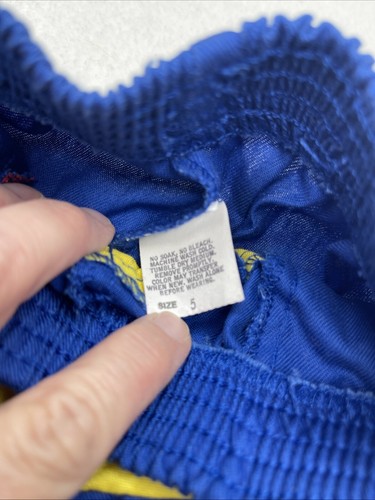 NO SOAK, NO BLEACH.
MACHINE WASH COLD.
TUMBLE DRY MEDIUM.
REMOVE PROMPTLY.
COLOR MAY TRANSFER
WHEN NEW. WASH ALONE
BEFORE WEARING.
SIZE 5